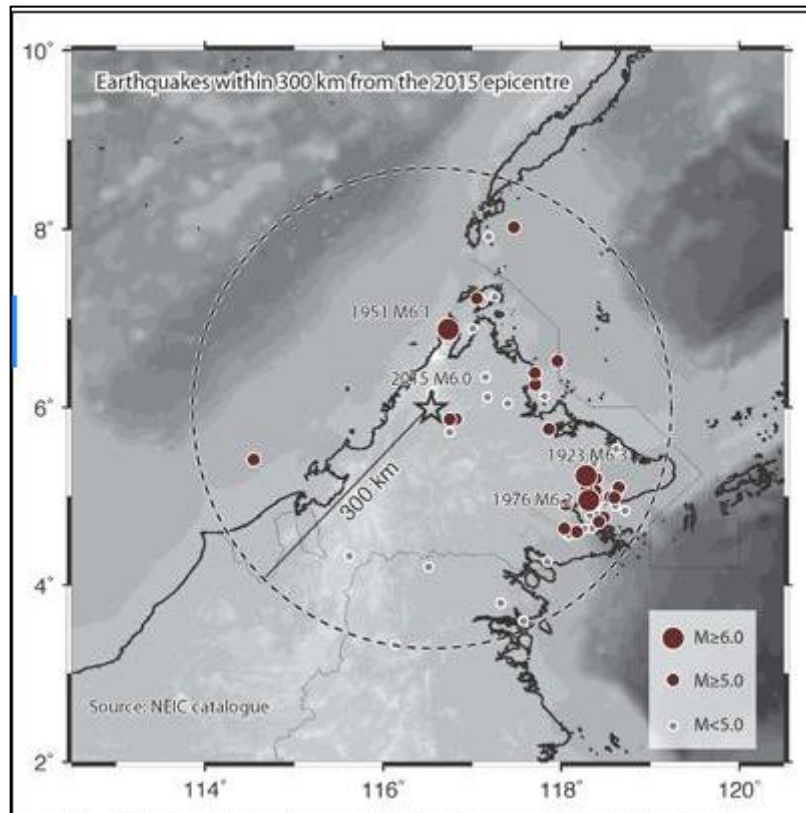 10°
Earthquakes within 300 km from the 2015 epicentre
8°
1951 M6.1
2015 M6.0
6°
1923 M6.3
300 km
1976 M6.2
4°
M≥6.0
M≥5.0
Source: NEIC catalogue
M<5.0
2°
114° 116° 118° 120°